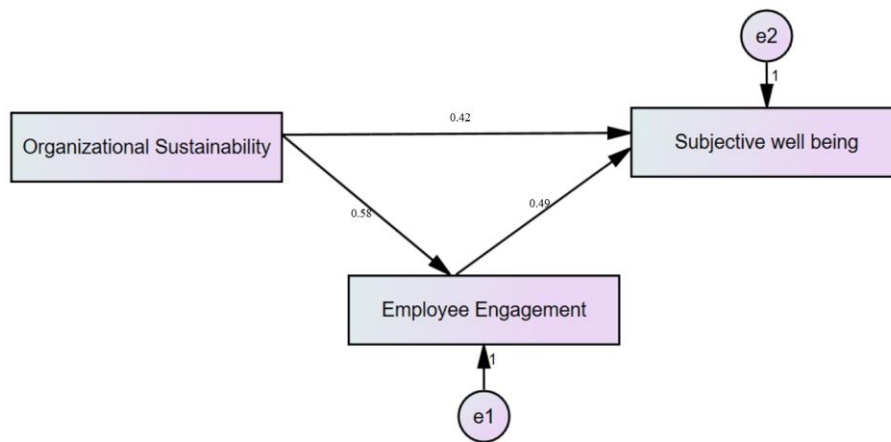 e2
1
0.42
Organizational Sustainability
Subjective well being
0.58
0.49
Employee Engagement
1
e1